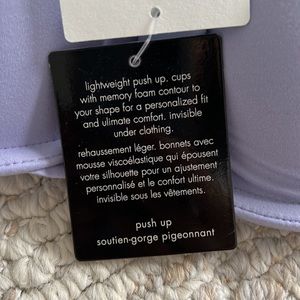 lightweight push up. cups
with memory foam contour to
your shape for a personalized fit
and ulimate comfort. invisible
under clothing.
rehaussement léger. bonnets avec
mousse viscoélastique qui épousent
votre silhouette pour un ajustement
personnalisé et le confort ultime.
invisible sous les vêtements.
push up
soutien-gorge pigeonnant